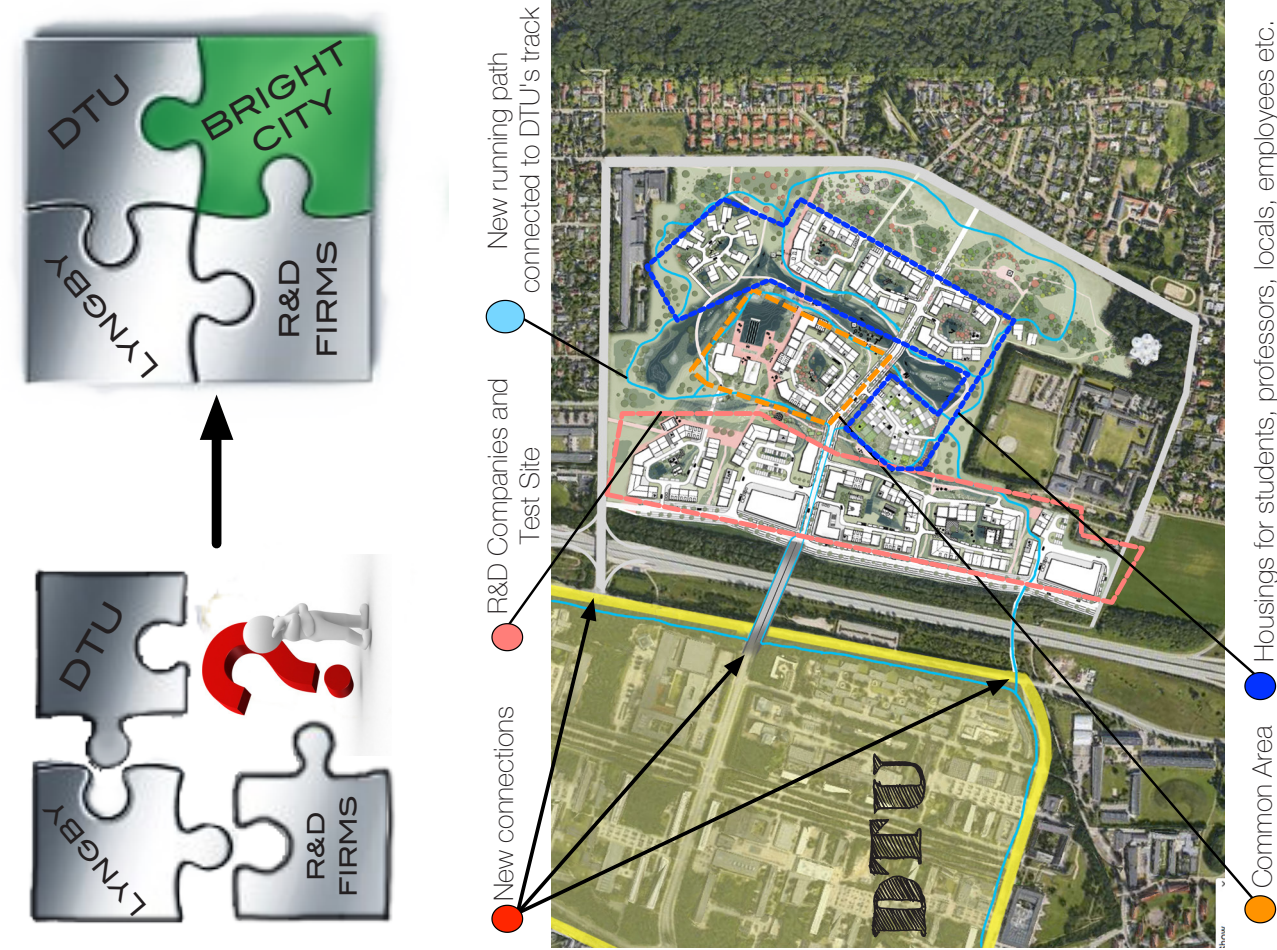 LYNGBY
DTU
R&D
FIRMS
LYNGBY
DTU
R&D
FIRMS
BRIGHT
CITY
New connections
R&D Companies and
Test Site
New running path
connected to DTU's track
DTU
Common Area
Housings for students, professors, locals, employees etc.